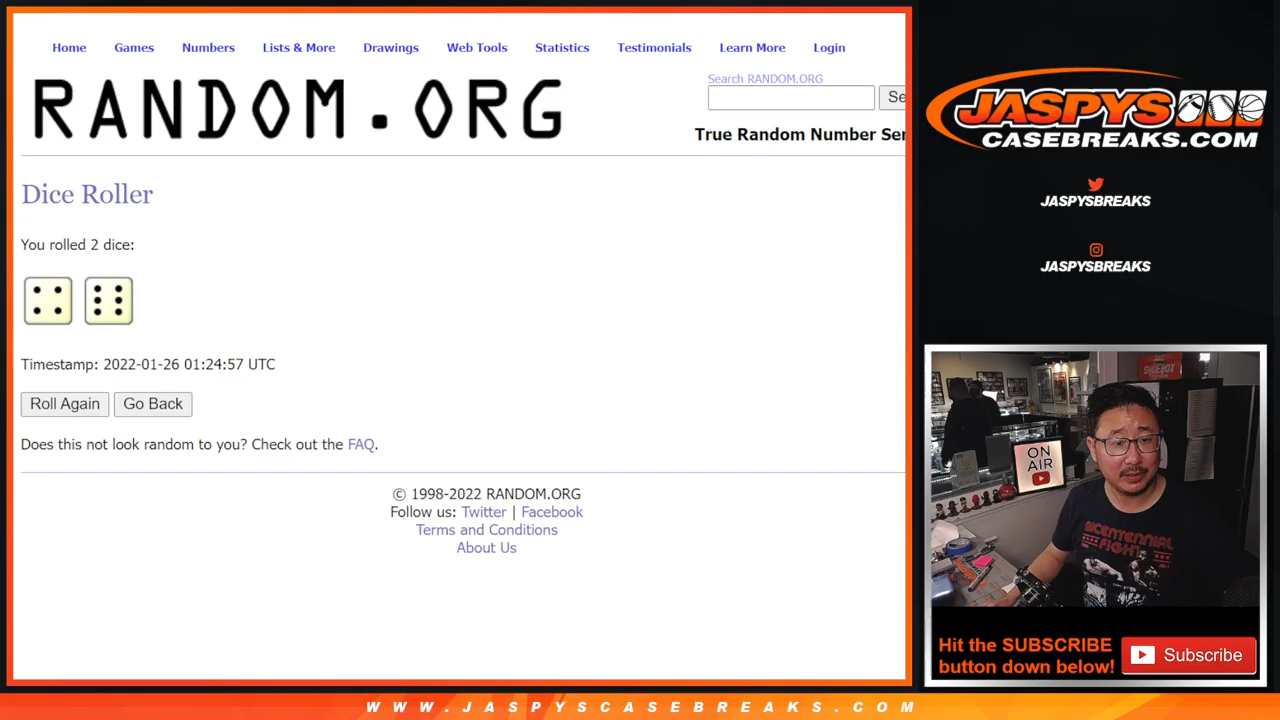 Home Games Numbers Lists & More Drawings Web Tools Statistics Testimonials Learn More Login
RANDOM.ORG
Search RANDOM.ORG
Se
True Random Number Ser
Dice Roller
You rolled 2 dice:
Timestamp: 2022-01-26 01:24:57 UTC
Roll Again Go Back
Does this not look random to you? Check out the FAQ.
© 1998-2022 RANDOM.ORG
Follow us: Twitter | Facebook
Terms and Conditions
About Us
JASPYS
CASEBREAKS.COM
JASPYSBREAKS
JASPYSBREAKS
SHOEBOX
ON
AIR
BICENTENNIAL
FIGHT
Hit the SUBSCRIBE
button down below!
Subscribe
WWW.JASPYSCASEBREAKS.COM